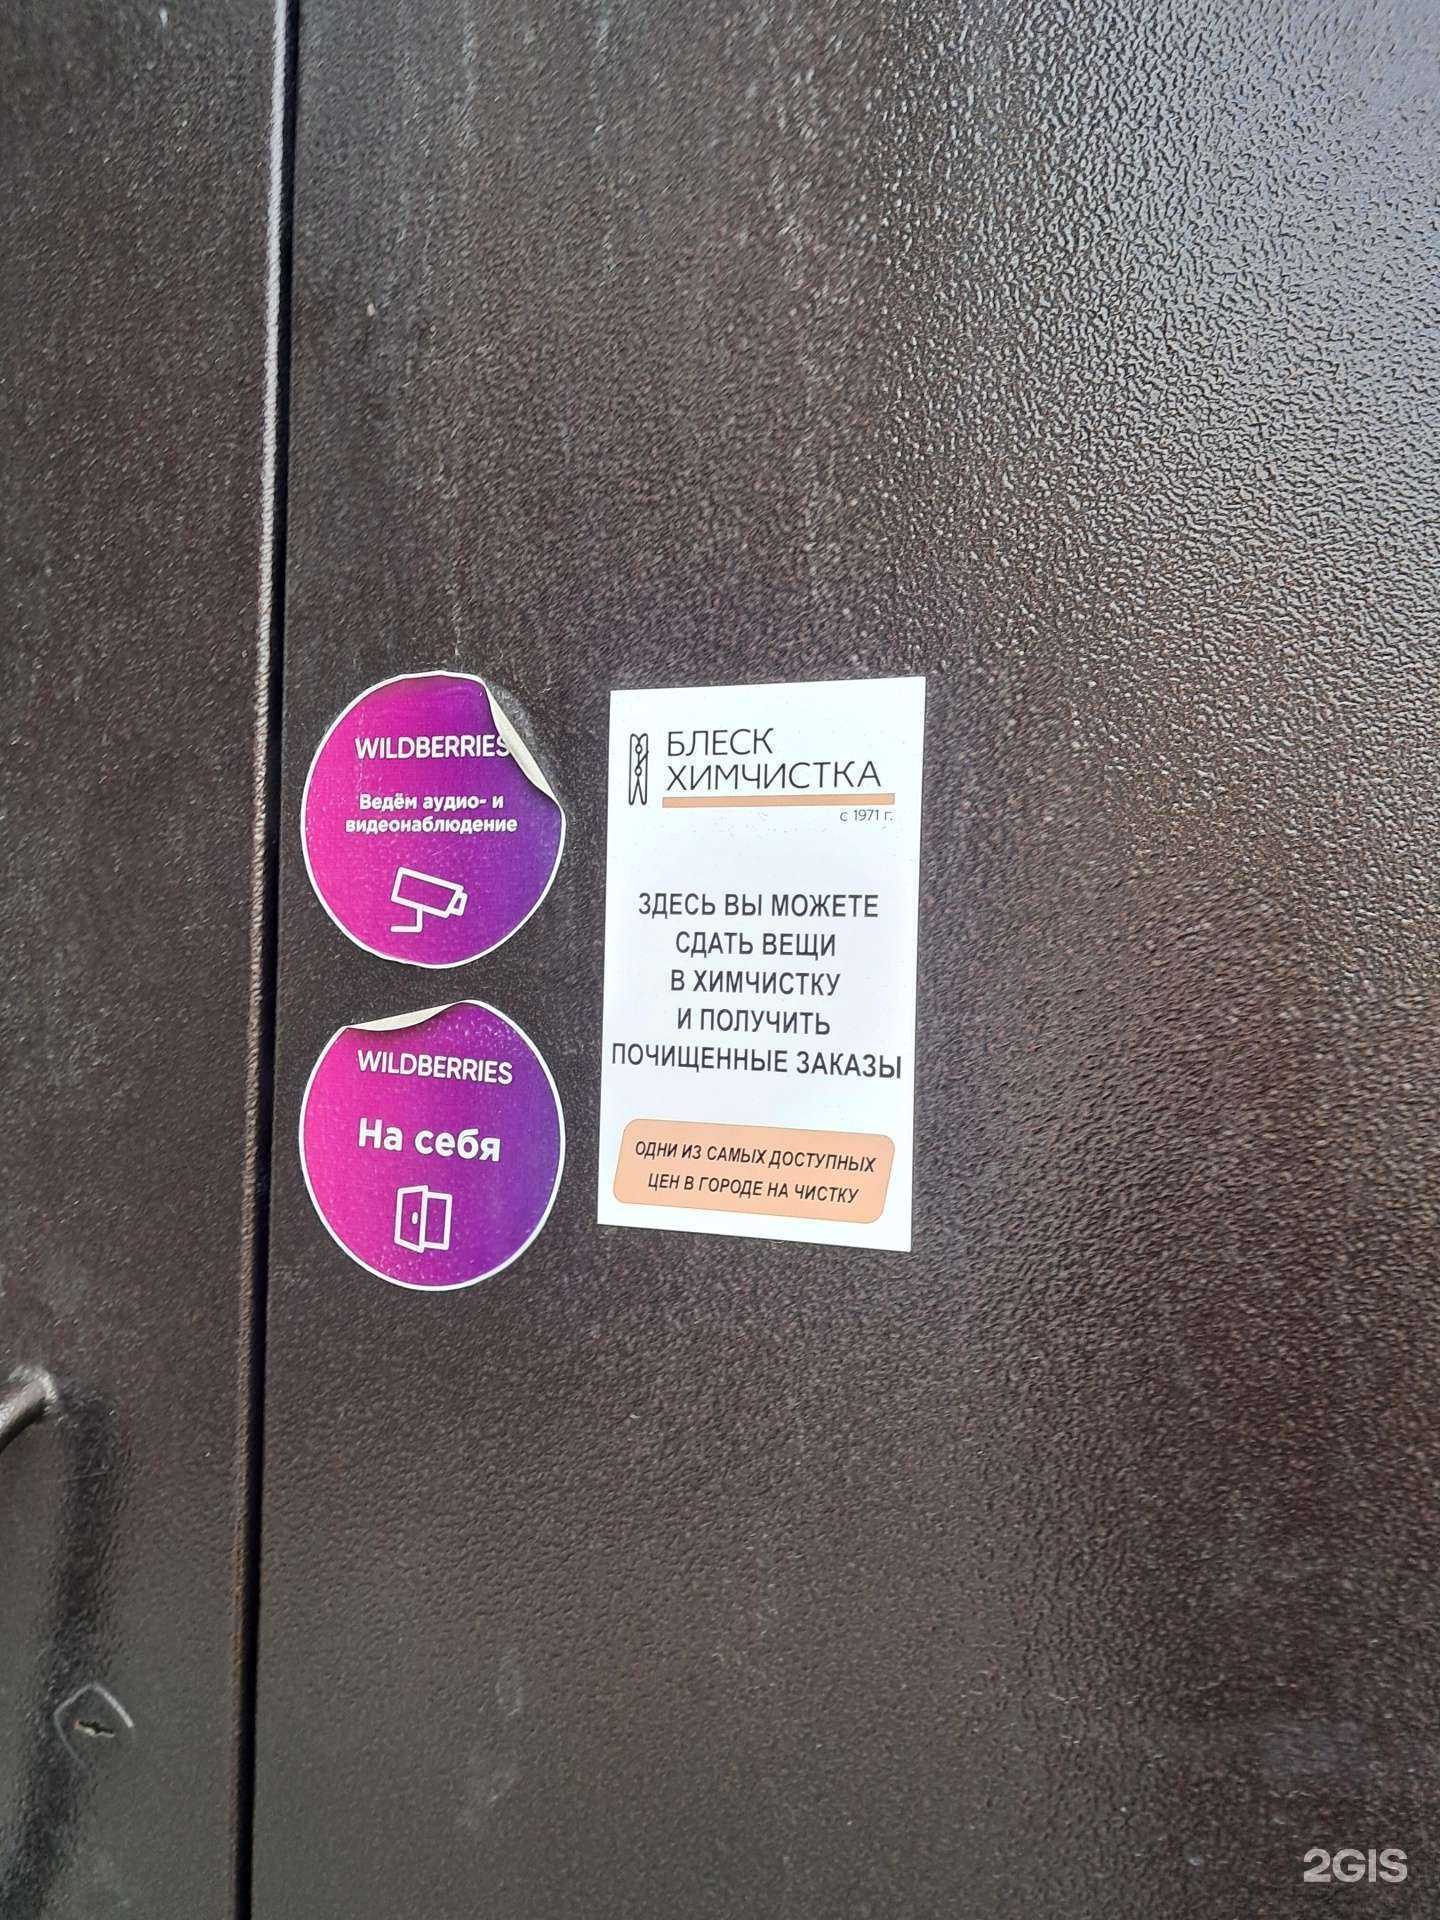 WILDBERRIES
Ведём аудио- и
видеонаблюдение
WILDBERRIES
На себя
БЛЕСК
ХИМЧИСТКА
с 1971 г.
ЗДЕСЬ ВЫ МОЖЕТЕ
СДАТЬ ВЕЩИ
В ХИМЧИСТКУ
И ПОЛУЧИТЬ
ПОЧИЩЕННЫЕ ЗАКАЗЫ
ОДНИ ИЗ САМЫХ ДОСТУПНЫХ
ЦЕН В ГОРОДЕ НА ЧИСТКУ
2GIS